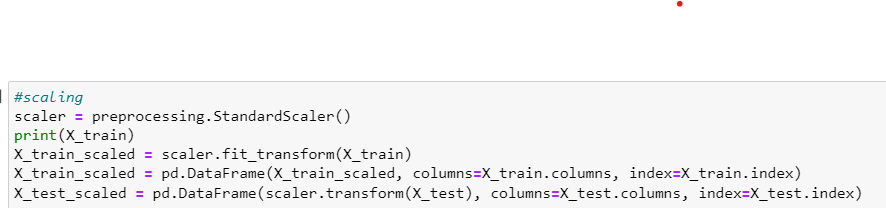 #scaling
scaler = preprocessing.StandardScaler()
print(X_train)
X_train_scaled = scaler.fit_transform(X_train)
X_train_scaled = pd.DataFrame(X_train_scaled, columns=X_train.columns, index=X_train.index)
X_test_scaled = pd.DataFrame(scaler.transform(X_test), columns=X_test.columns, index=X_test.index)